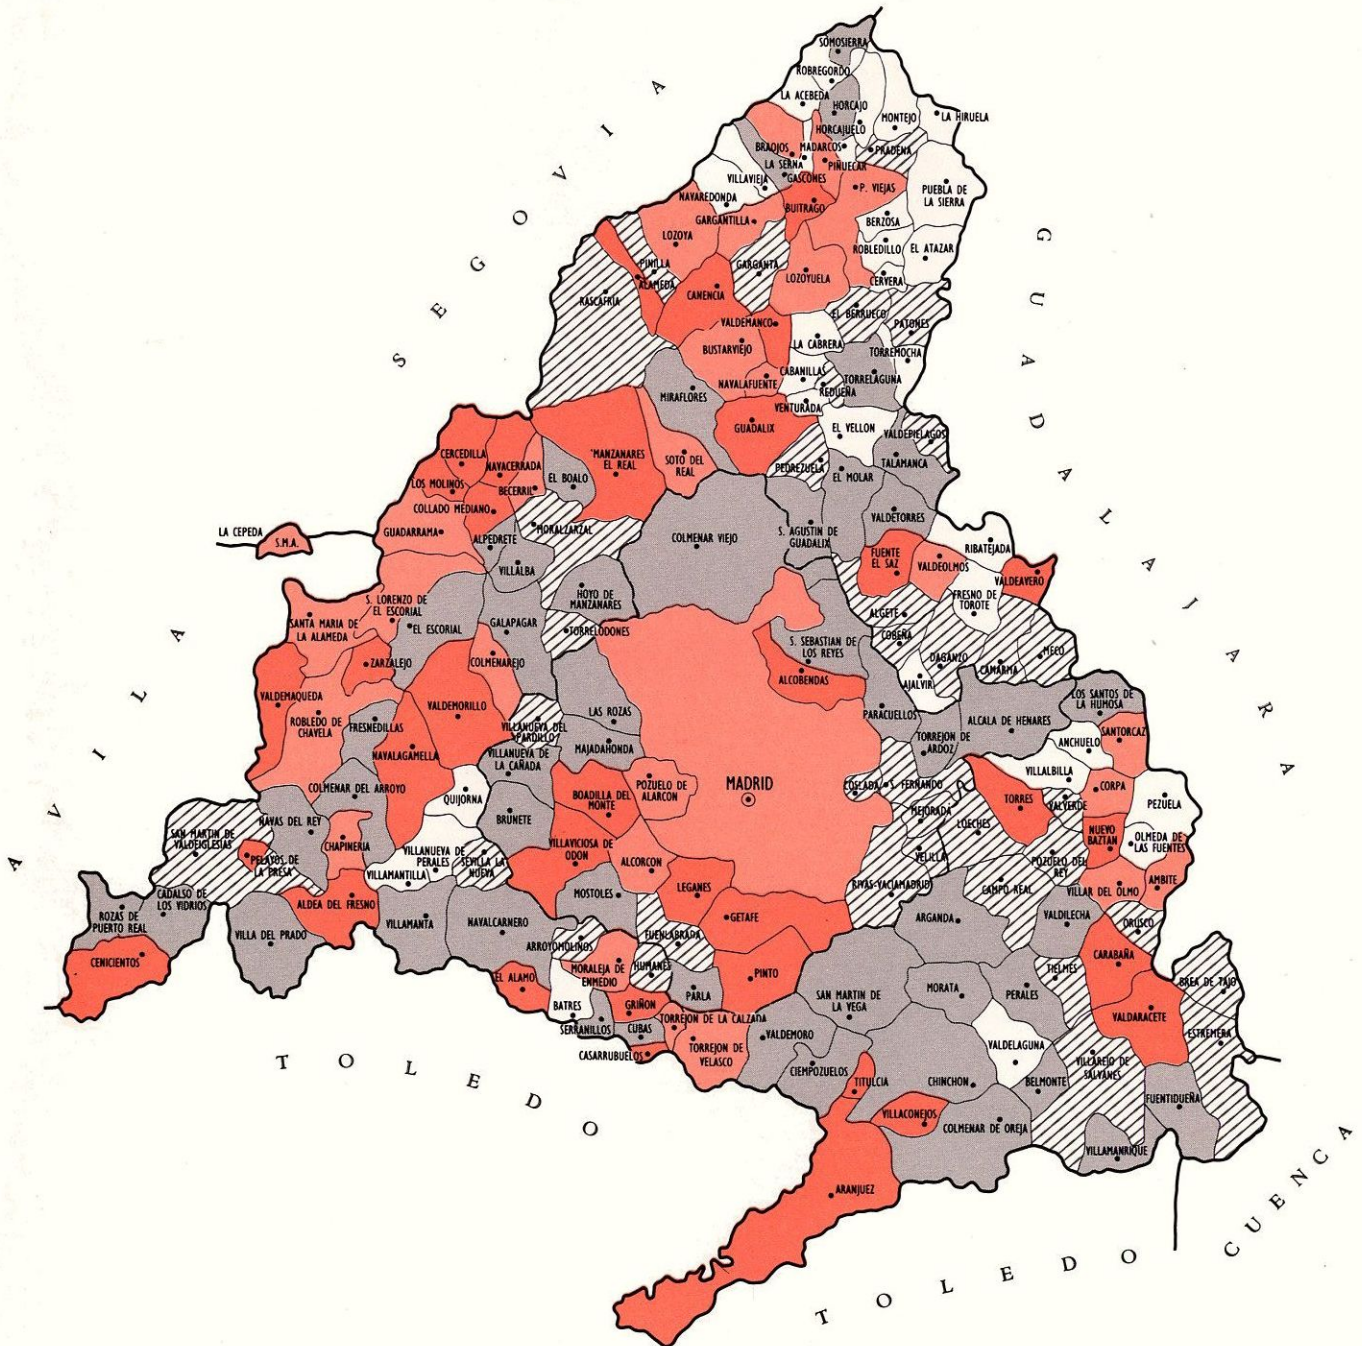 SOMOSIERRA
ROBREGORDO
LA ACEBEDA
HORCAJO
MONTEJO
LA HIRUELA
HORCAJUELO
BRAOJOS
MADARCOS
PRADENA
LA SERNA
PIÑUECAR
GASCONES
VILLAVIEJA
P. VIEJAS
PUEBLA DE
LA SIERRA
NAVAREDONDA
BUITRAGO
GARGANTILLA
BERZOSA
LOZOYA
ROBLEDILLO
EL ATAZAR
PINILLA
GARGANTA
LOZOYUELA
CERVERA
ALAMEDA
RASCAFRIA
CANENCIA
EL BERRUECO
VALDEMANCO
PATONES
BUSTARVIEJO
LA CABRERA
TORREMOCHA
CABANILLAS
TORRELAGUNA
NAVALAFUENTE
REDUEÑA
MIRAFLORES
VENTURADA
GUADALIX
EL VELLON
VALDEPIELAGOS
CERCEDILLA
MANZANARES
EL REAL
SOTO DEL
REAL
PEDREZUELA
TALAMANCA
NAVACERRADA
EL BOALO
EL MOLAR
LOS MOLINOS
BECERRIL
COLLADO MEDIANO
VALDETORRES
LA CEPEDA
S.M.A.
GUADARRAMA
MORALZARZAL
ALPEDRETE
COLMENAR VIEJO
S. AGUSTIN DE
GUADALIX
RIBATEJADA
FUENTE
EL SAZ
VALDEOLMOS
VILLALBA
VALDEAVERO
HOYO DE
MANZANARES
FRESNO DE
TOROTE
S. LORENZO DE
EL ESCORIAL
SANTA MARIA DE
LA ALAMEDA
ALGETE
EL ESCORIAL
GALAPAGAR
TORRELODONES
COBEÑA
S. SEBASTIAN DE
LOS REYES
MECO
ZARZALEJO
COLMENAREJO
DAGANZO
CAMARMA
ALCOBENDAS
AJALVIR
VALDEMAQUEDA
VALDEMORILLO
LOS SANTOS DE
LA HUMOSA
ROBLEDO DE
CHAVELA
FRESNEDILLAS
LAS ROZAS
PARACUELLOS
ALCALA DE HENARES
VILLANUEVA DEL
PARDILLO
TORREJON DE
ARDOZ
SANTORCAZ
NAVALAGAMELLA
MAJADAHONDA
ANCHUELO
VILLANUEVA DE
LA CAÑADA
VILLALBILLA
COLMENAR DEL ARROYO
POZUELO DE
ALARCON
MADRID
COSLADA
S. FERNANDO
CORPA
QUIJORNA
BOADILLA DEL
MONTE
TORRES
VALVERDE
PEZUELA
NAVAS DEL REY
BRUNETE
MEJORADA
LOECHES
NUEVO
BAZTAN
OLMEDA DE
LAS FUENTES
SAN MARTIN DE
VALDEIGLESIAS
CHAPINERIA
VILLAVICIOSA
DE ODON
VILLANUEVA DE
PERALES
SEVILLA LA
NUEVA
VELILLA
PELAYOS DE
LA PRESA
ALCORCON
POZUELO DEL
REY
VILLAMANTILLA
RIVAS-VACIAMADRID
CAMPO REAL
VILLAR DEL OLMO
AMBITE
CADALSO DE
LOS VIDRIOS
ALDEA DEL FRESNO
MOSTOLES
LEGANES
ROZAS DE
PUERTO REAL
VILLAMANTA
NAVALCARNERO
GETAFE
ARGANDA
VALDILECHA
ORUSCO
VILLA DEL PRADO
FUENLABRADA
ARROYOMOLINOS
CENICIENTOS
MORALEJA DE
ENMEDIO
HUMANES
CARABAÑA
EL ALAMO
PINTO
TIELMES
BREA DE TAJO
PARLA
SAN MARTIN DE
LA VEGA
MORATA
PERALES
BATRES
GRIÑON
VALDARACETE
SERRANILLOS
CUBAS
TORREJON DE LA CALZADA
VALDEMORO
ESTREMERA
CASARRUBUELOS
TORREJON DE
VELASCO
VALDELAGUNA
VILLAREJO DE
SALVANES
CIEMPOZUELOS
TITULCIA
CHINCHON
BELMONTE
FUENTIDUEÑA
VILLACONEJOS
COLMENAR DE OREJA
VILLAMANRIQUE
ARANJUEZ
SEGOVIA
GUADALAJARA
AVILA
TOLEDO
TOLEDO
CUENCA